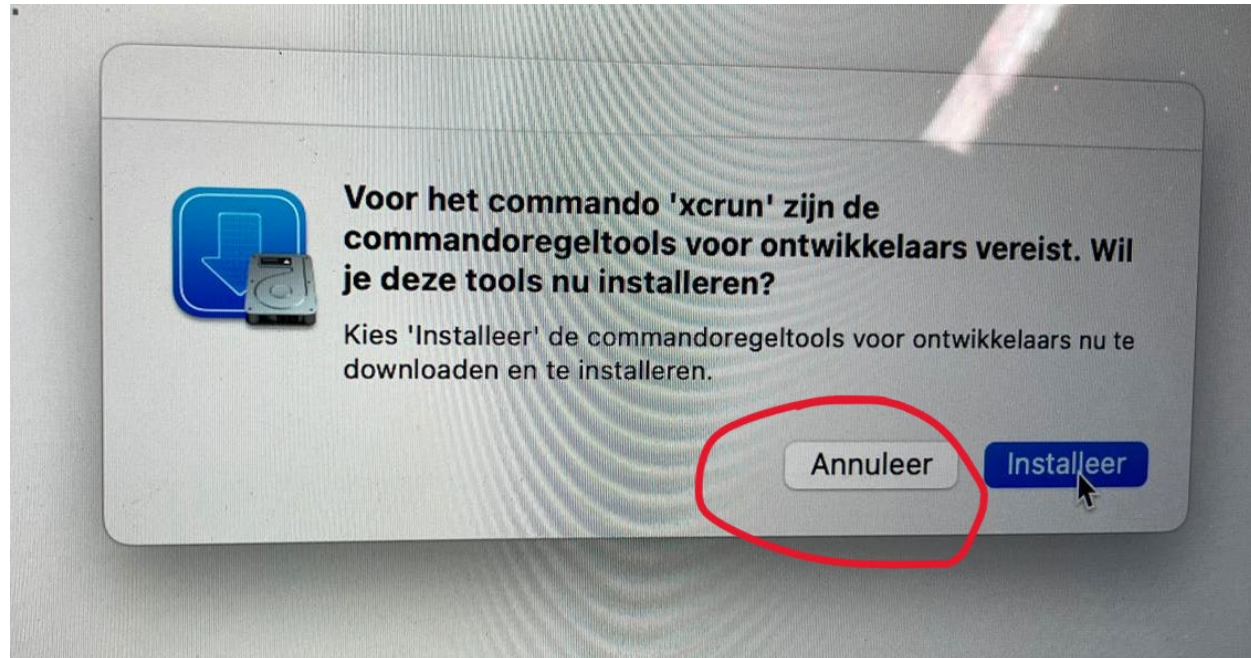 Voor het commando 'xcrun' zijn de
commandoregeltools voor ontwikkelaars vereist. Wil
je deze tools nu installeren?
Kies 'Installeer' de commandoregeltools voor ontwikkelaars nu te
downloaden en te installeren.
Annuleer
Installeer